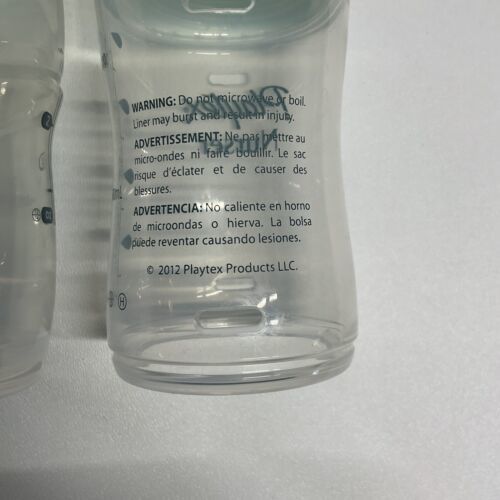 WARNING: Do not microwave or boil.
Liner may burst and result in injury.
ADVERTISSEMENT: Ne pas mettre au
micro-ondes ni faire bouillir. Le sac
risque d'éclater et de causer des
blessures.
ADVERTENCIA: No caliente en horno
de microondas o hierva. La bolsa
puede reventar causando lesiones.
© 2012 Playtex Products LLC.
Playtex
Nurser
H